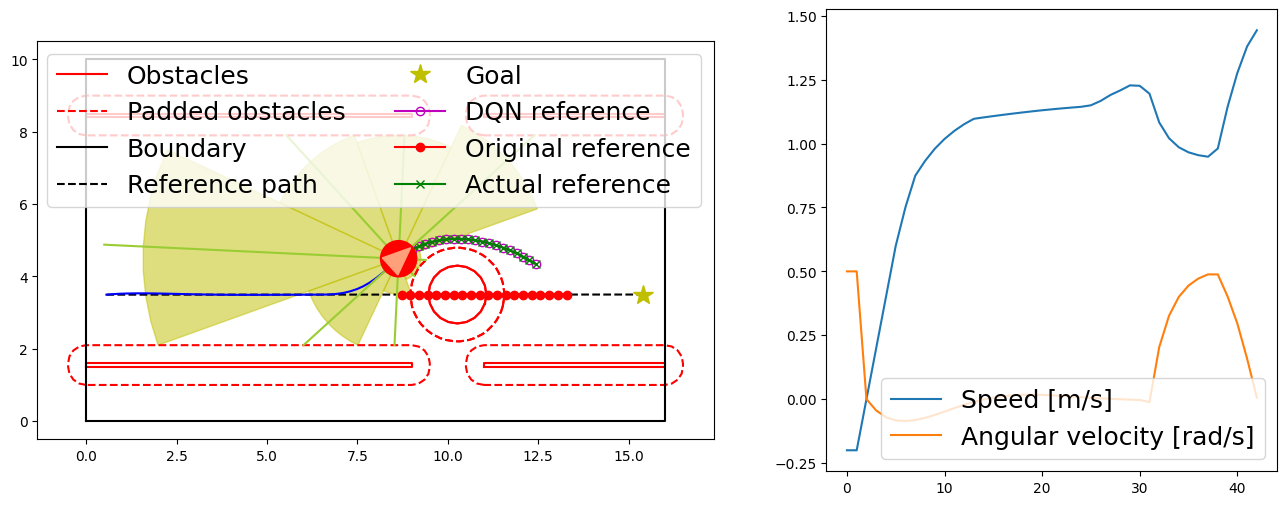 10
8
6
4
2
0
0.0
2.5
5.0
7.5
10.0
12.5
15.0
Obstacles
Padded obstacles
Boundary
Reference path
Goal
DQN reference
Original reference
Actual reference
1.50
1.25
1.00
0.75
0.50
0.25
0.00
−0.25
0
10
20
30
40
Speed [m/s]
Angular velocity [rad/s]